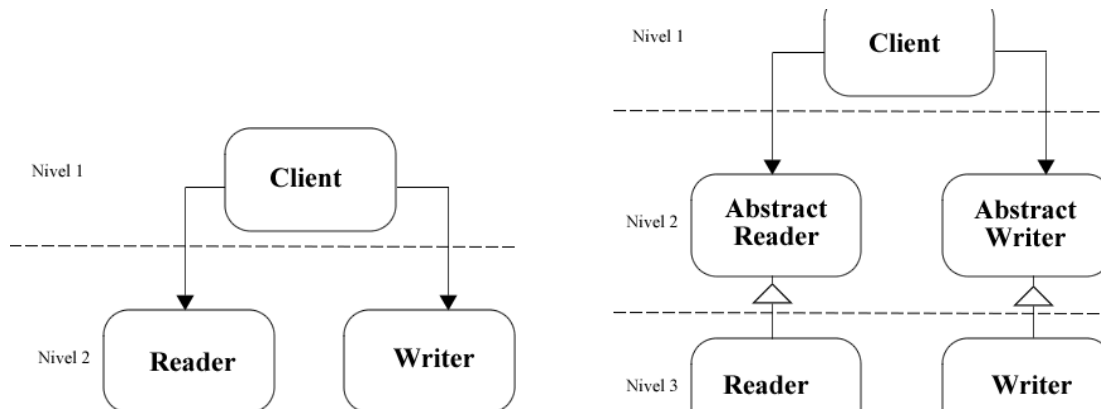 Nivel 1
Client
Nivel 2
Reader
Writer
Nivel 1
Client
Nivel 2
Abstract
Reader
Abstract
Writer
Nivel 3
Reader
Writer